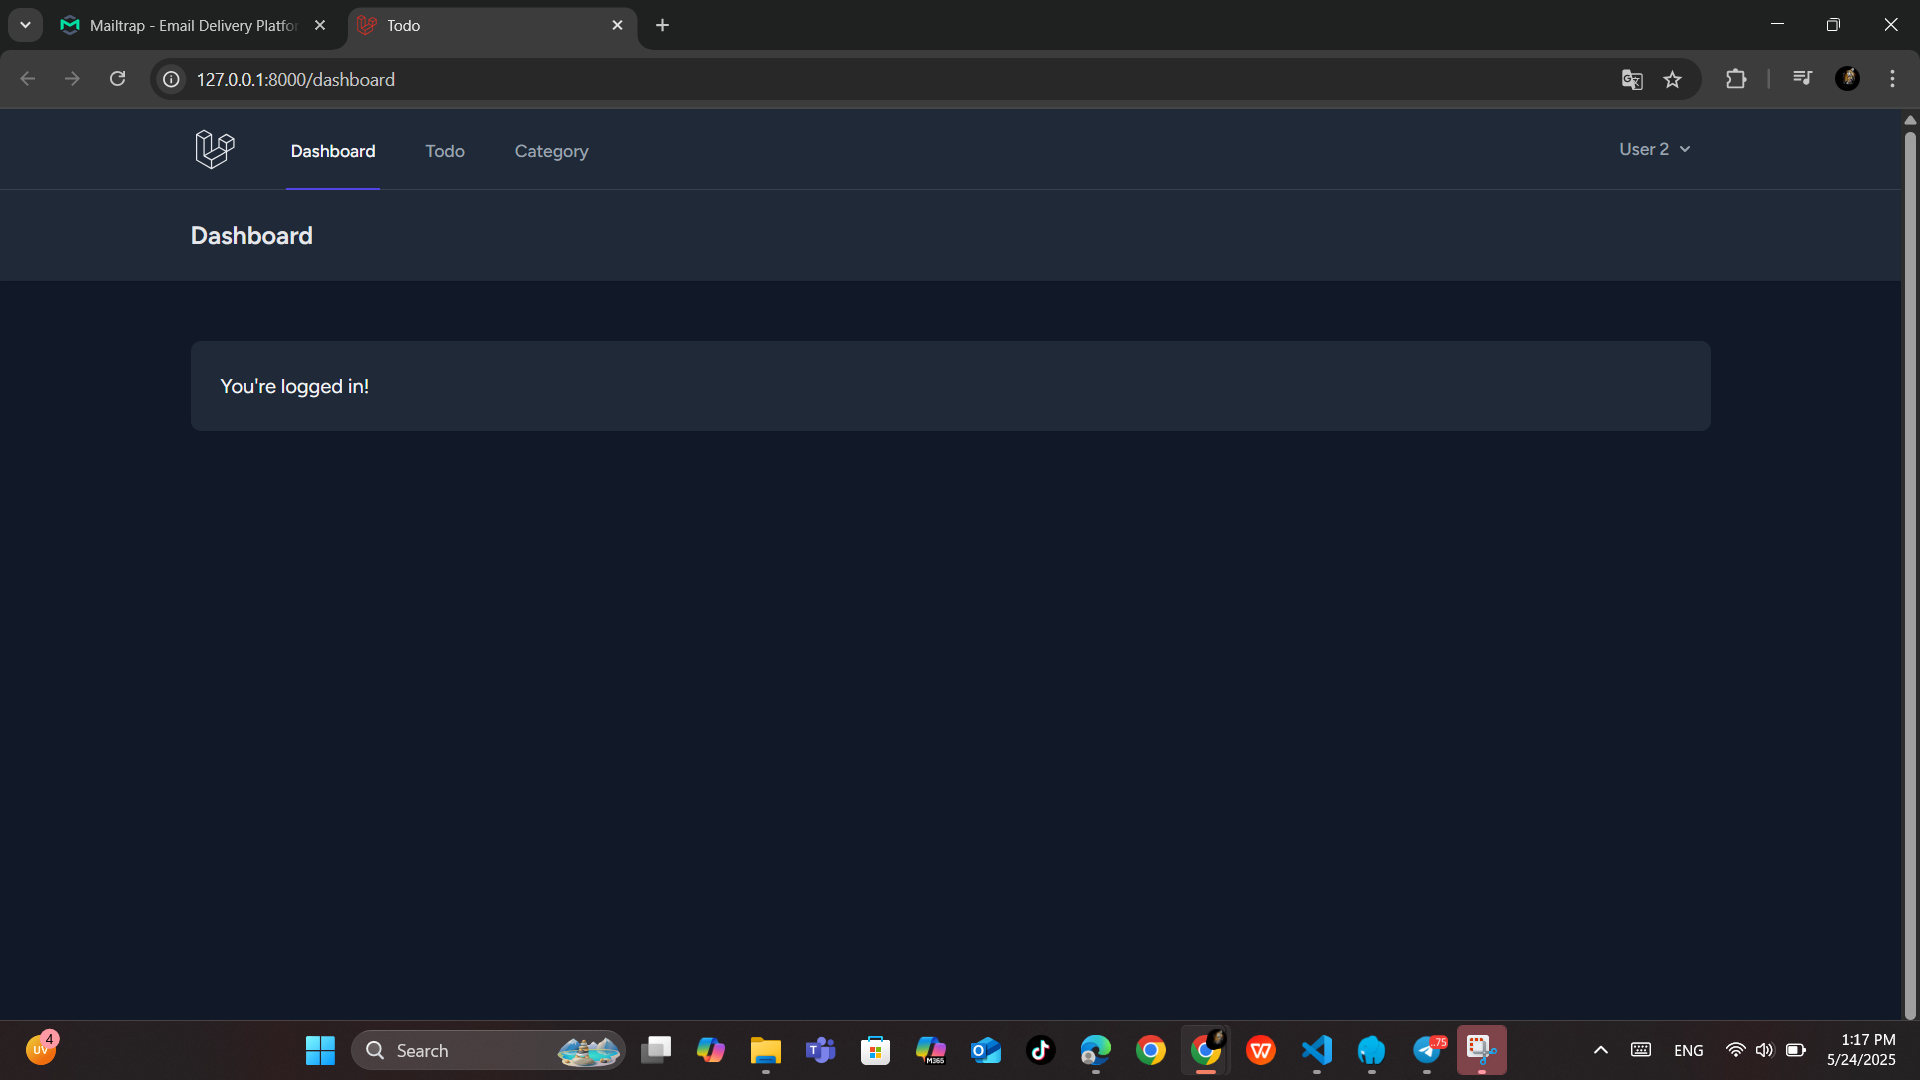 Mailtrap - Email Delivery Platfor
Todo
127.0.0.1:8000/dashboard
Dashboard
Todo
Category
User 2
Dashboard
You're logged in!
UV
4
Search
M365
.75
ENG
1:17 PM
5/24/2025